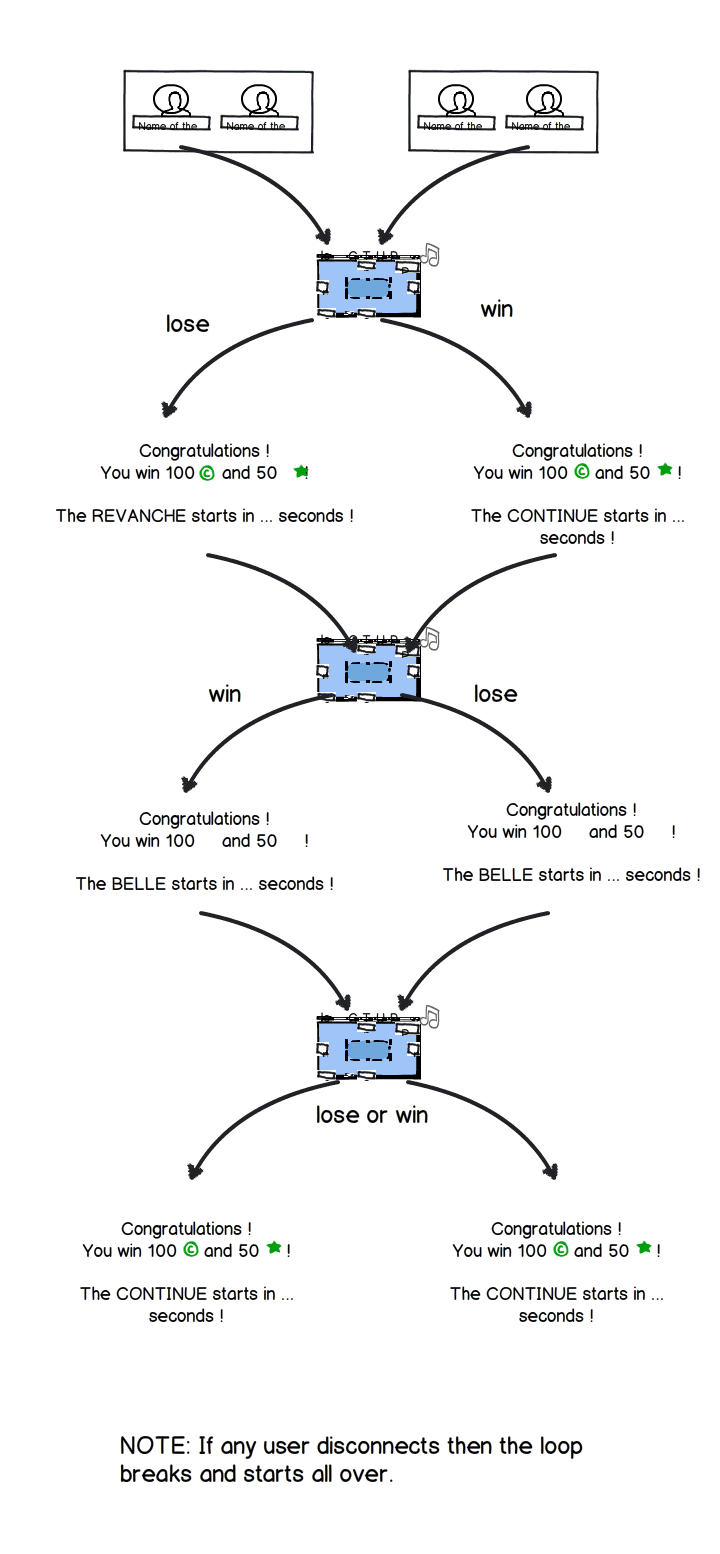 Name of the
Name of the
Name of the
Name of the
lose
win
Congratulations !
You win 100 © and 50 !
The REVANCHE starts in ... seconds !
Congratulations !
You win 100 © and 50 !
The CONTINUE starts in ...
seconds !
win
lose
Congratulations !
You win 100 and 50 !
The BELLE starts in ... seconds !
Congratulations !
You win 100 and 50 !
The BELLE starts in ... seconds !
lose or win
Congratulations !
You win 100 © and 50 !
The CONTINUE starts in ...
seconds !
Congratulations !
You win 100 © and 50 !
The CONTINUE starts in ...
seconds !
NOTE: If any user disconnects then the loop
breaks and starts all over.